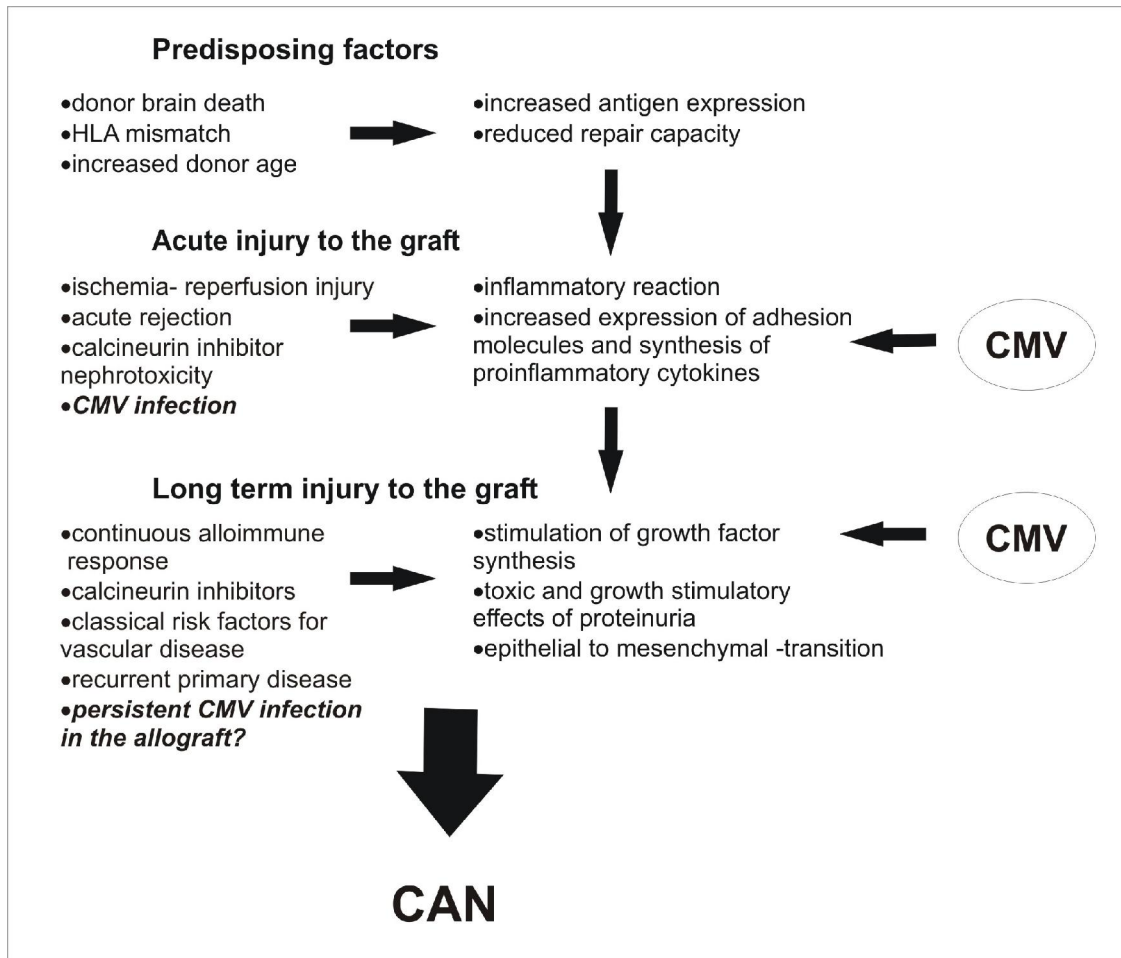 Predisposing factors
•donor brain death
•HLA mismatch
•increased donor age
•increased antigen expression
•reduced repair capacity
Acute injury to the graft
•ischemia- reperfusion injury
•acute rejection
•calcineurin inhibitor
nephrotoxicity
•CMV infection
•inflammatory reaction
•increased expression of adhesion
molecules and synthesis of
proinflammatory cytokines
CMV
Long term injury to the graft
•continuous alloimmune
response
•calcineurin inhibitors
•classical risk factors for
vascular disease
•recurrent primary disease
•persistent CMV infection
in the allograft?
•stimulation of growth factor
synthesis
•toxic and growth stimulatory
effects of proteinuria
•epithelial to mesenchymal -transition
CMV
CAN